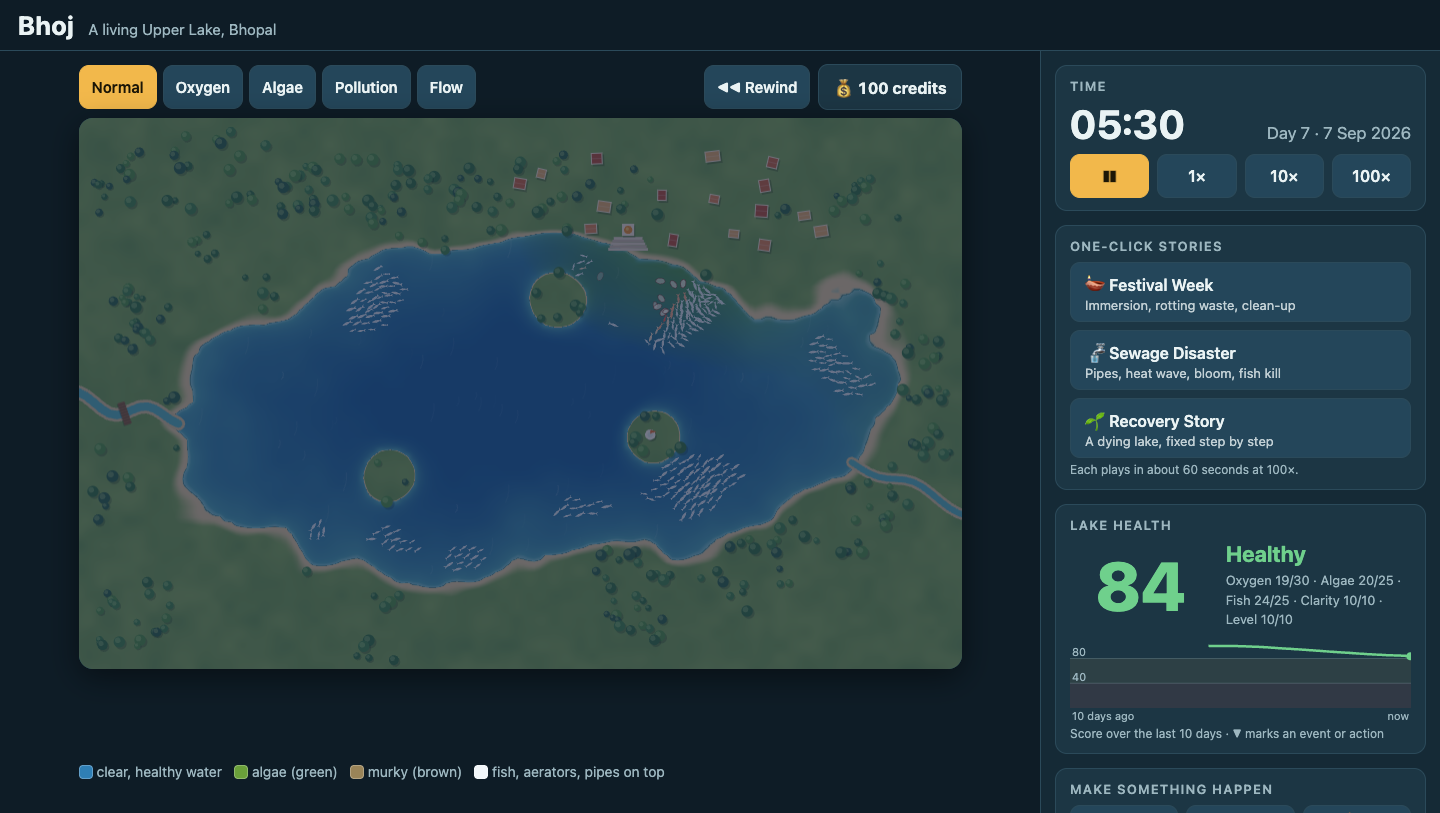 Bhoj A living Upper Lake, Bhopal
Normal Oxygen Algae Pollution Flow ◀◀ Rewind 💰 100 credits
TIME
05:30 Day 7 · 7 Sep 2026
1× 10× 100×
ONE-CLICK STORIES
Festival Week
Immersion, rotting waste, clean-up
Sewage Disaster
Pipes, heat wave, bloom, fish kill
Recovery Story
A dying lake, fixed step by step
Each plays in about 60 seconds at 100×.
LAKE HEALTH
84
Healthy
Oxygen 19/30 · Algae 20/25 ·
Fish 24/25 · Clarity 10/10 ·
Level 10/10
80
40
10 days ago now
Score over the last 10 days · ▼ marks an event or action
clear, healthy water algae (green) murky (brown) fish, aerators, pipes on top
MAKE SOMETHING HAPPEN